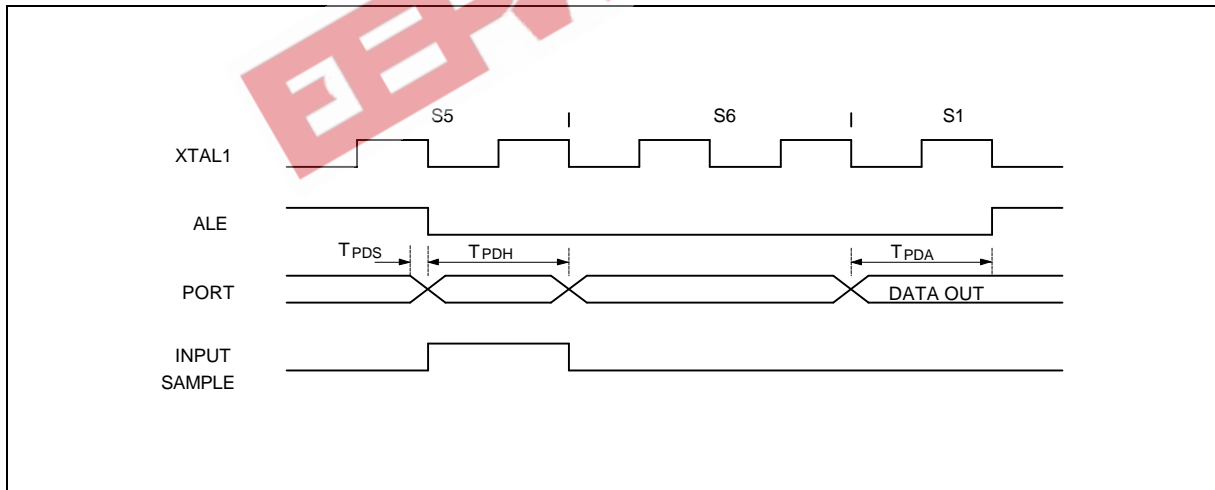 S5 S6 S1
XTAL1
ALE
TPDS TPDH TPDA
PORT DATA OUT
INPUT
SAMPLE